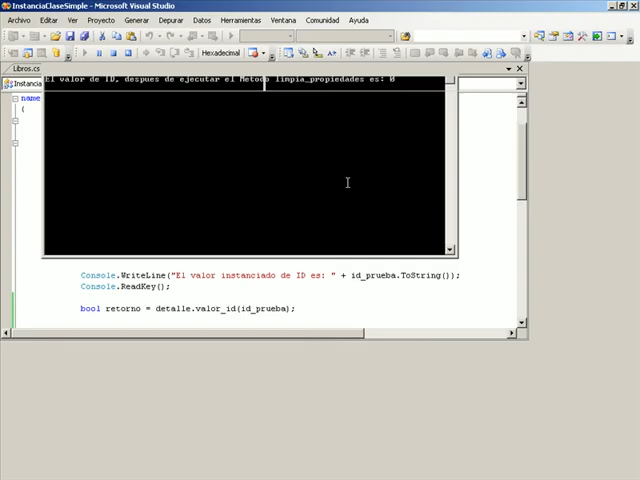 InstanciaClaseSimple - Microsoft Visual Studio
Archivo Editar Ver Proyecto Generar Depurar Datos Herramientas Ventana Comunidad Ayuda
Hexadecimal
Libros.cs
El valor de ID, despues de ejecutar el Metodo limpia_propiedades es: 0
Instancia
name
{
Console.WriteLine("El valor instanciado de ID es: " + id_prueba.ToString());
Console.ReadKey();
bool retorno = detalle.valor_id(id_prueba);